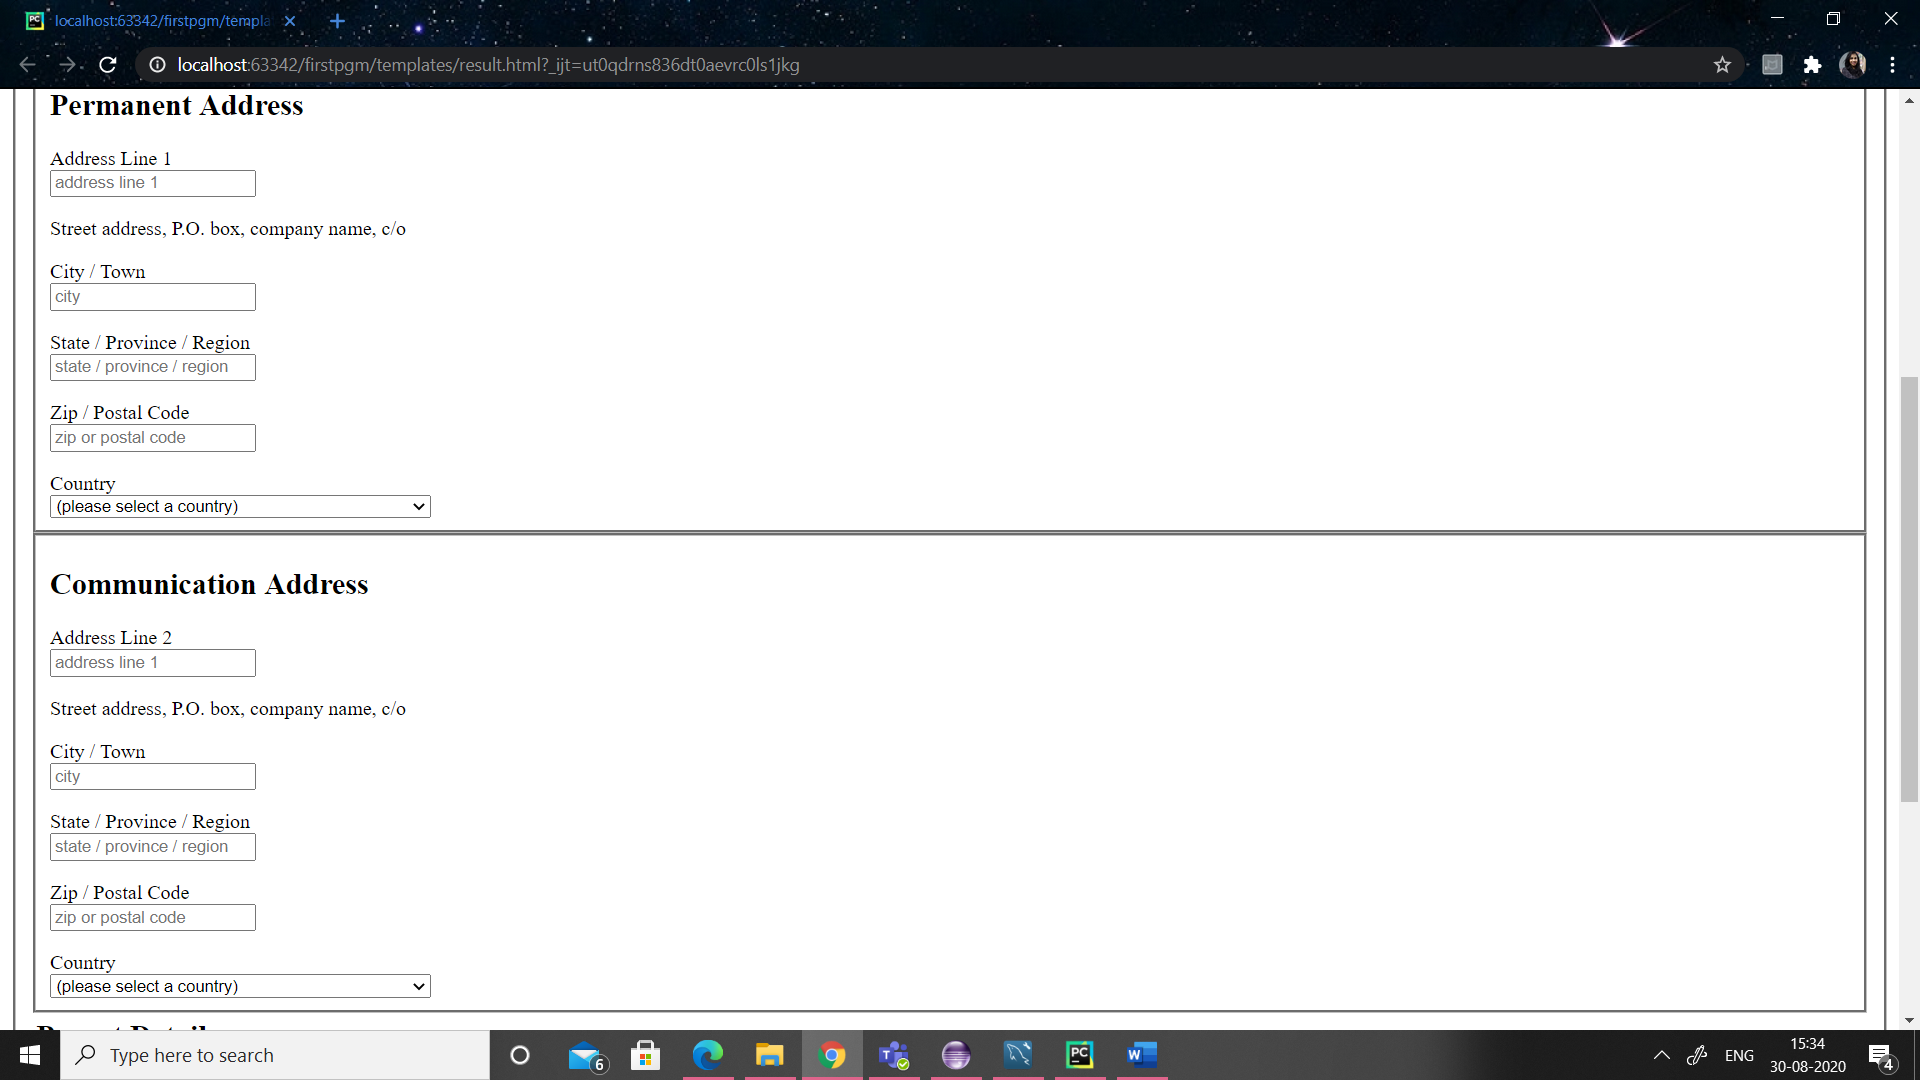 localhost:63342/firstpgm/templa
localhost:63342/firstpgm/templates/result.html?_ijt=ut0qdrns836dt0aevrc0ls1jkg
Permanent Address
Address Line 1
address line 1
Street address, P.O. box, company name, c/o
City / Town
city
State / Province / Region
state / province / region
Zip / Postal Code
zip or postal code
Country
(please select a country)
Communication Address
Address Line 2
address line 1
Street address, P.O. box, company name, c/o
City / Town
city
State / Province / Region
state / province / region
Zip / Postal Code
zip or postal code
Country
(please select a country)
Type here to search
6
PC
W
ENG
15:34
30-08-2020
4